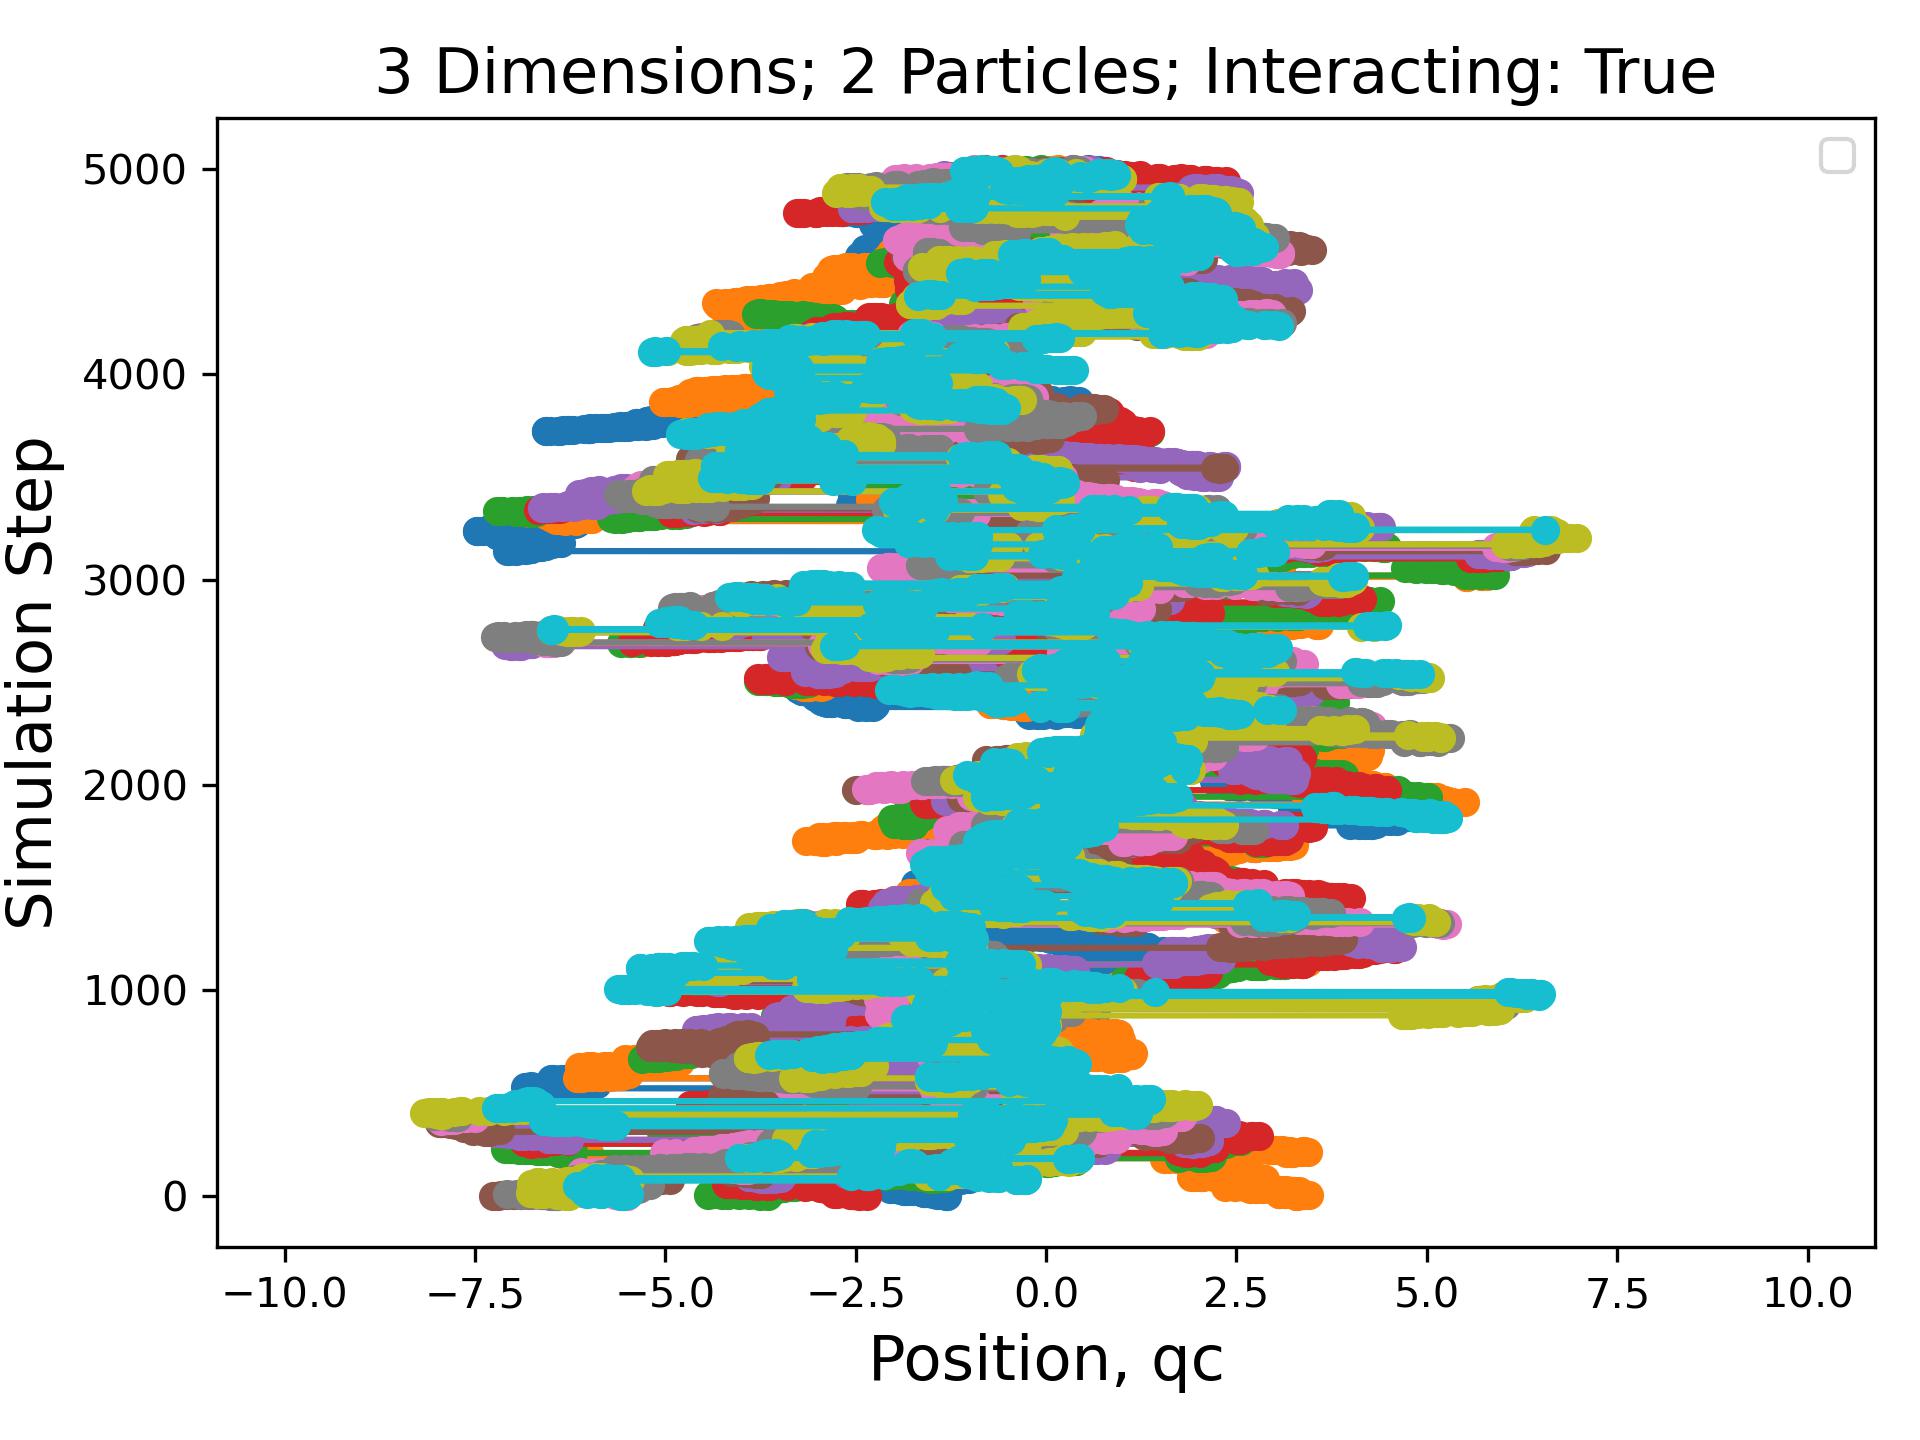 3 Dimensions; 2 Particles; Interacting: True
Simulation Step
5000
4000
3000
2000
1000
0
−10.0 −7.5 −5.0 −2.5 0.0 2.5 5.0 7.5 10.0
Position, qc